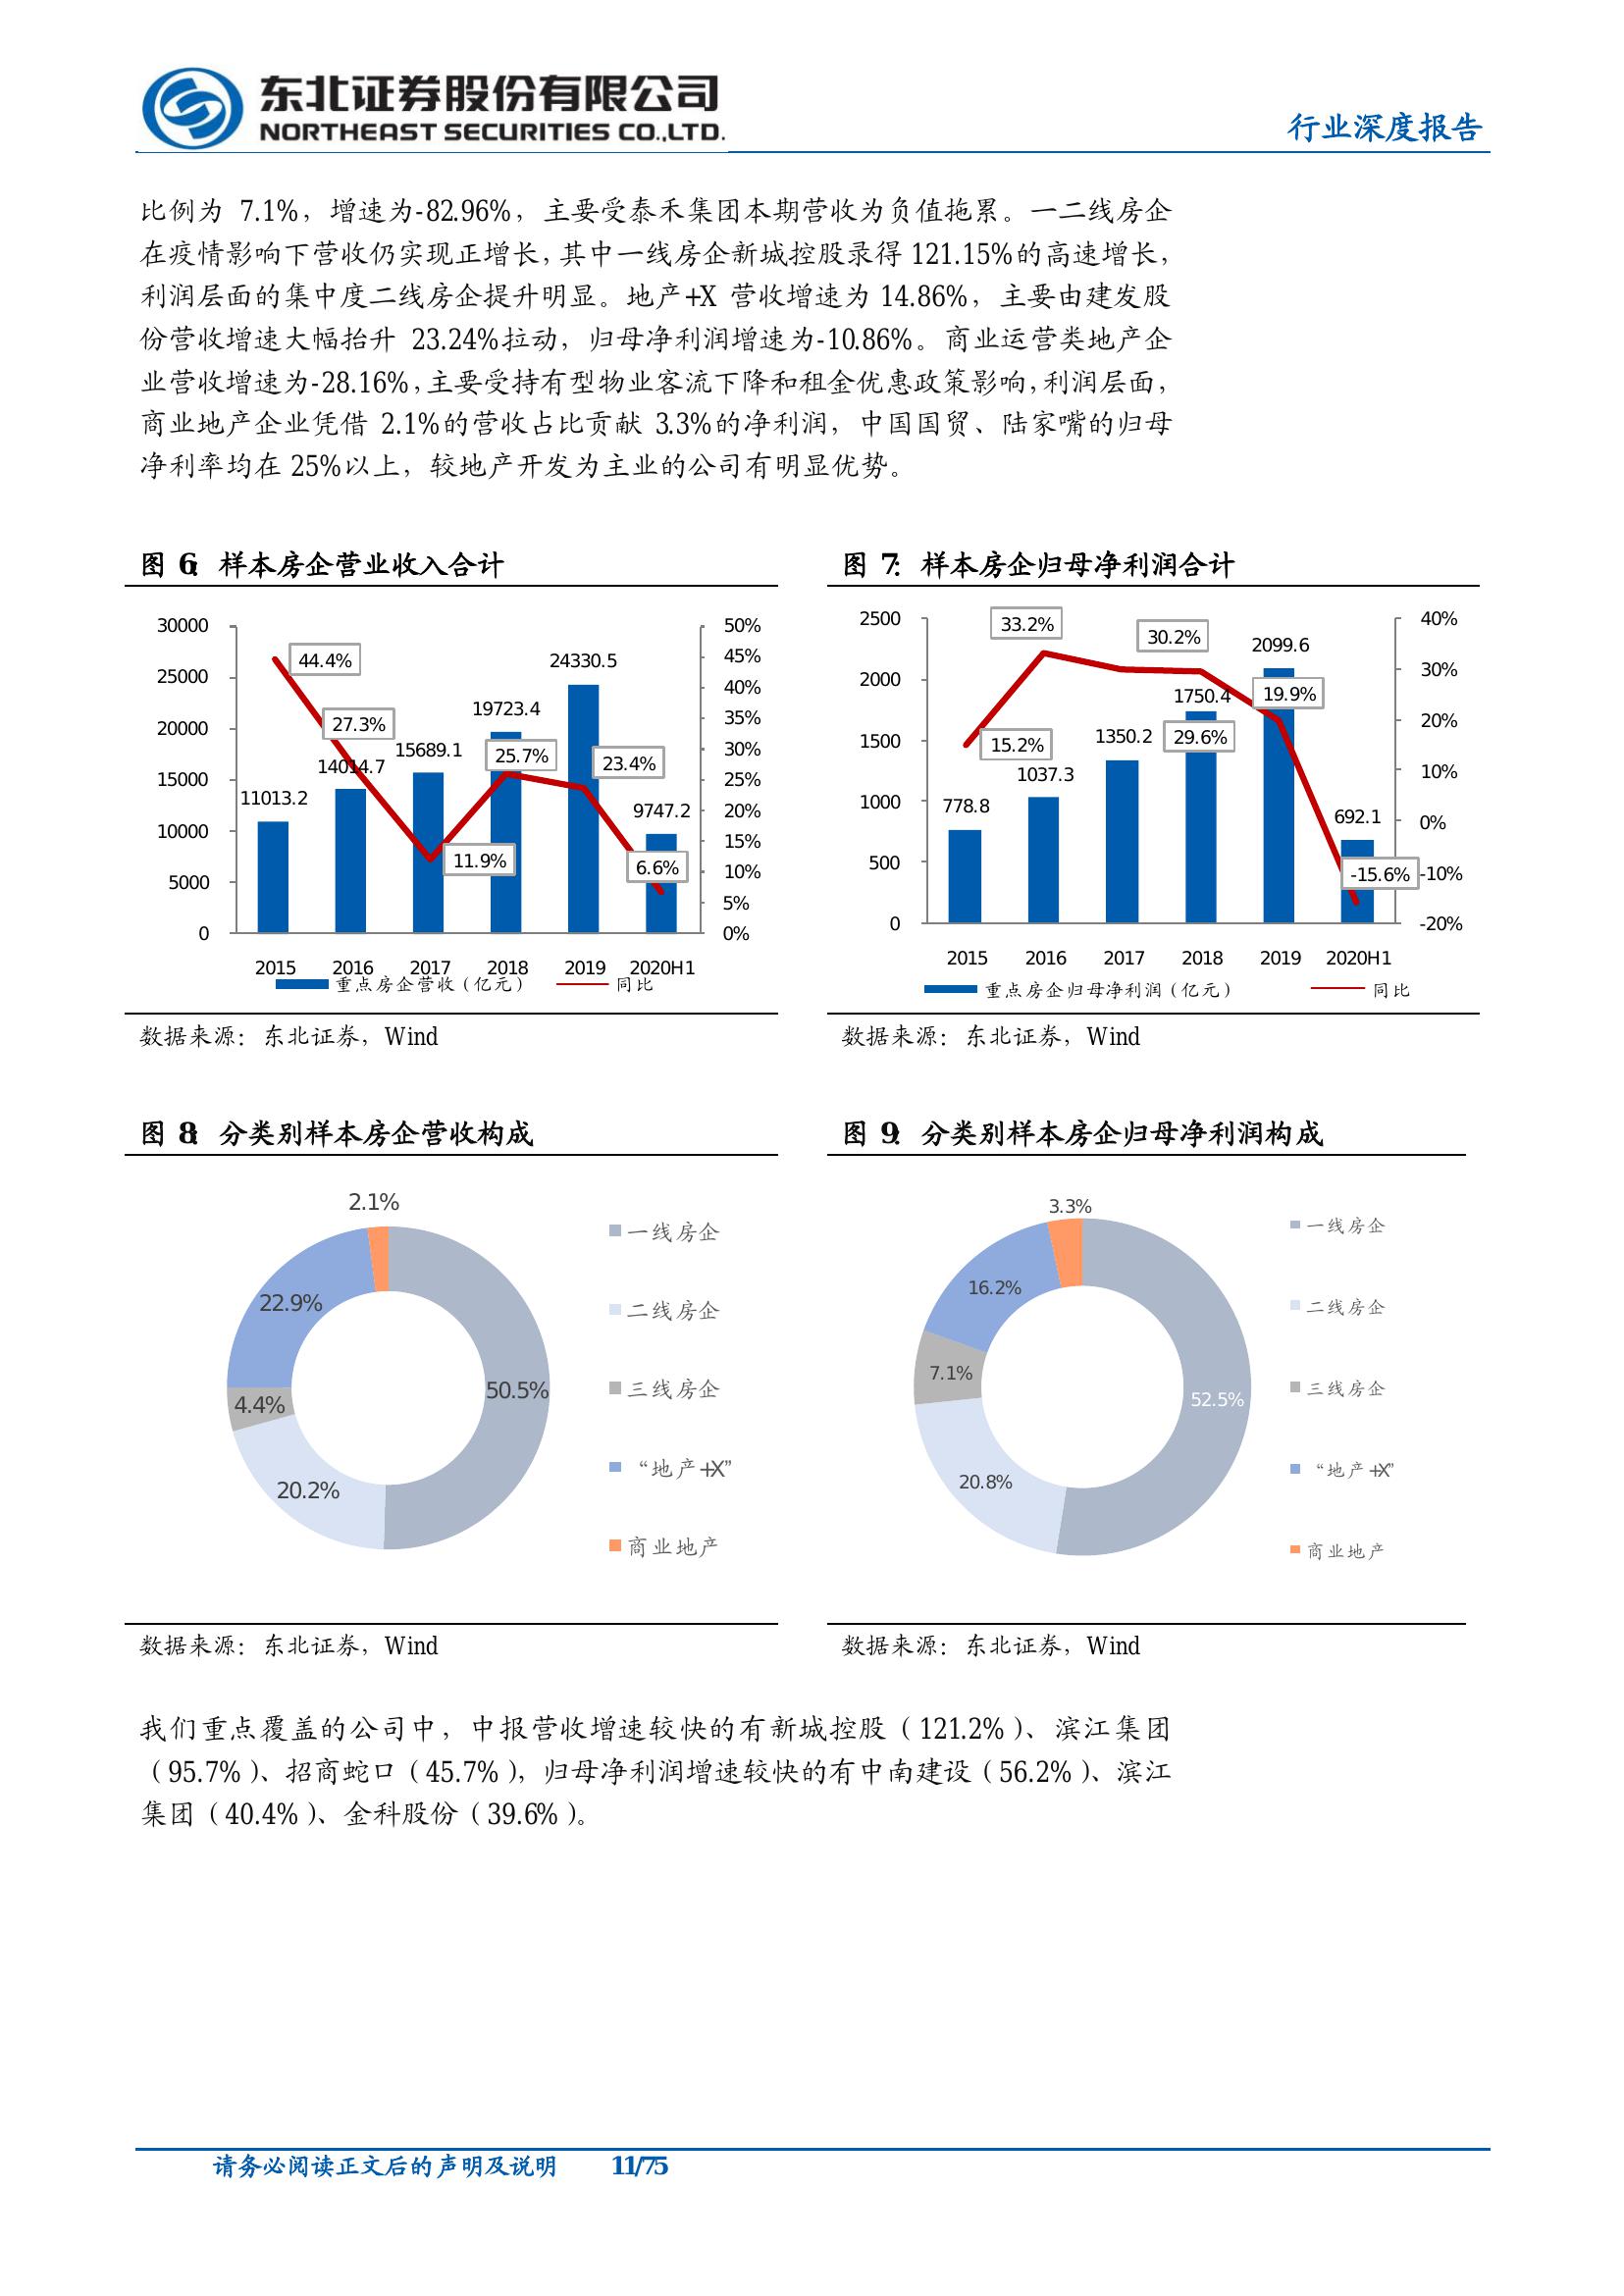 东北证券股份有限公司
NORTHEAST SECURITIES CO.,LTD.
行业深度报告
比例为 7.1%，增速为-82.96%，主要受泰禾集团本期营收为负值拖累。一二线房企
在疫情影响下营收仍实现正增长，其中一线房企新城控股录得 121.15%的高速增长，
利润层面的集中度二线房企提升明显。地产+X 营收增速为 14.86%，主要由建发股
份营收增速大幅抬升 23.24%拉动，归母净利润增速为-10.86%。商业运营类地产企
业营收增速为-28.16%，主要受持有型物业客流下降和租金优惠政策影响，利润层面，
商业地产企业凭借 2.1%的营收占比贡献 3.3%的净利润，中国国贸、陆家嘴的归母
净利率均在 25%以上，较地产开发为主业的公司有明显优势。
图 6：样本房企营业收入合计
30000
25000
20000
15000
10000
5000
0
50%
45%
40%
35%
30%
25%
20%
15%
10%
5%
0%
44.4%
27.3%
11.9%
25.7%
23.4%
6.6%
11013.2
14014.7
15689.1
19723.4
24330.5
9747.2
2015 2016 2017 2018 2019 2020H1
重点房企营收（亿元） 同比
数据来源：东北证券，Wind
图 7：样本房企归母净利润合计
2500
2000
1500
1000
500
0
40%
30%
20%
10%
0%
-10%
-20%
15.2%
33.2%
30.2%
29.6%
19.9%
-15.6%
778.8
1037.3
1350.2
1750.4
2099.6
692.1
2015 2016 2017 2018 2019 2020H1
重点房企归母净利润（亿元） 同比
数据来源：东北证券，Wind
图 8：分类别样本房企营收构成
2.1%
22.9%
4.4%
20.2%
50.5%
一线房企
二线房企
三线房企
“地产+X”
商业地产
数据来源：东北证券，Wind
图 9：分类别样本房企归母净利润构成
3.3%
16.2%
7.1%
20.8%
52.5%
一线房企
二线房企
三线房企
“地产+X”
商业地产
数据来源：东北证券，Wind
我们重点覆盖的公司中，中报营收增速较快的有新城控股（121.2%）、滨江集团
（95.7%）、招商蛇口（45.7%），归母净利润增速较快的有中南建设（56.2%）、滨江
集团（40.4%）、金科股份（39.6%）。
请务必阅读正文后的声明及说明 11/75